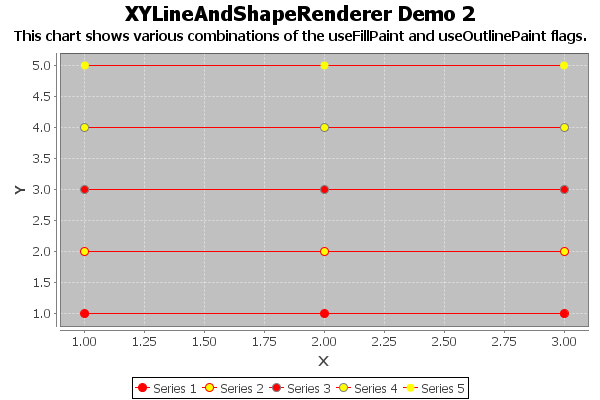 XYLineAndShapeRenderer Demo 2
This chart shows various combinations of the useFillPaint and useOutlinePaint flags.
5.0
4.5
4.0
3.5
3.0
2.5
2.0
1.5
1.0
Y
1.00 1.25 1.50 1.75 2.00 2.25 2.50 2.75 3.00
X
Series 1 Series 2 Series 3 Series 4 Series 5